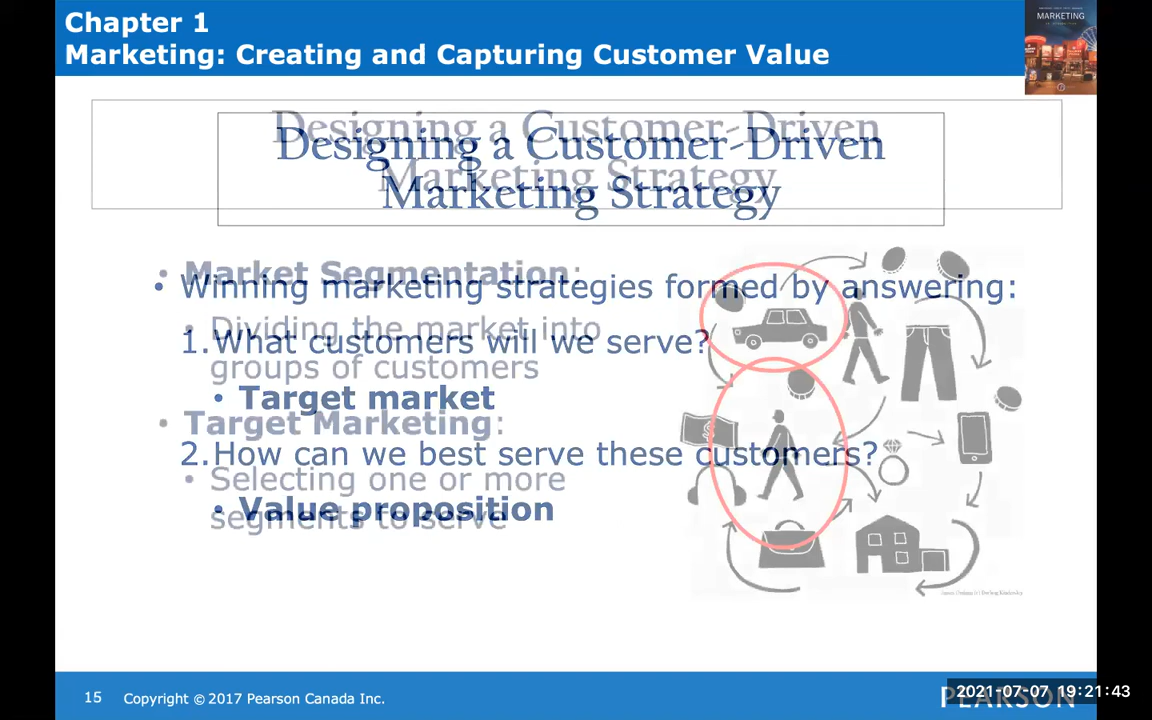 Chapter 1
Marketing: Creating and Capturing Customer Value
MARKETING
Designing a Customer-Driven
Marketing Strategy
Designing a Customer-Driven
Marketing Strategy
• Winning marketing strategies formed by answering:
1.What customers will we serve?
• Target market
2.How can we best serve these customers?
• Value proposition
• Market Segmentation:
• Dividing the market into
groups of customers
• Target Marketing:
• Selecting one or more
segments to serve
15 Copyright © 2017 Pearson Canada Inc.
PEARSON
2021-07-07 19:21:43